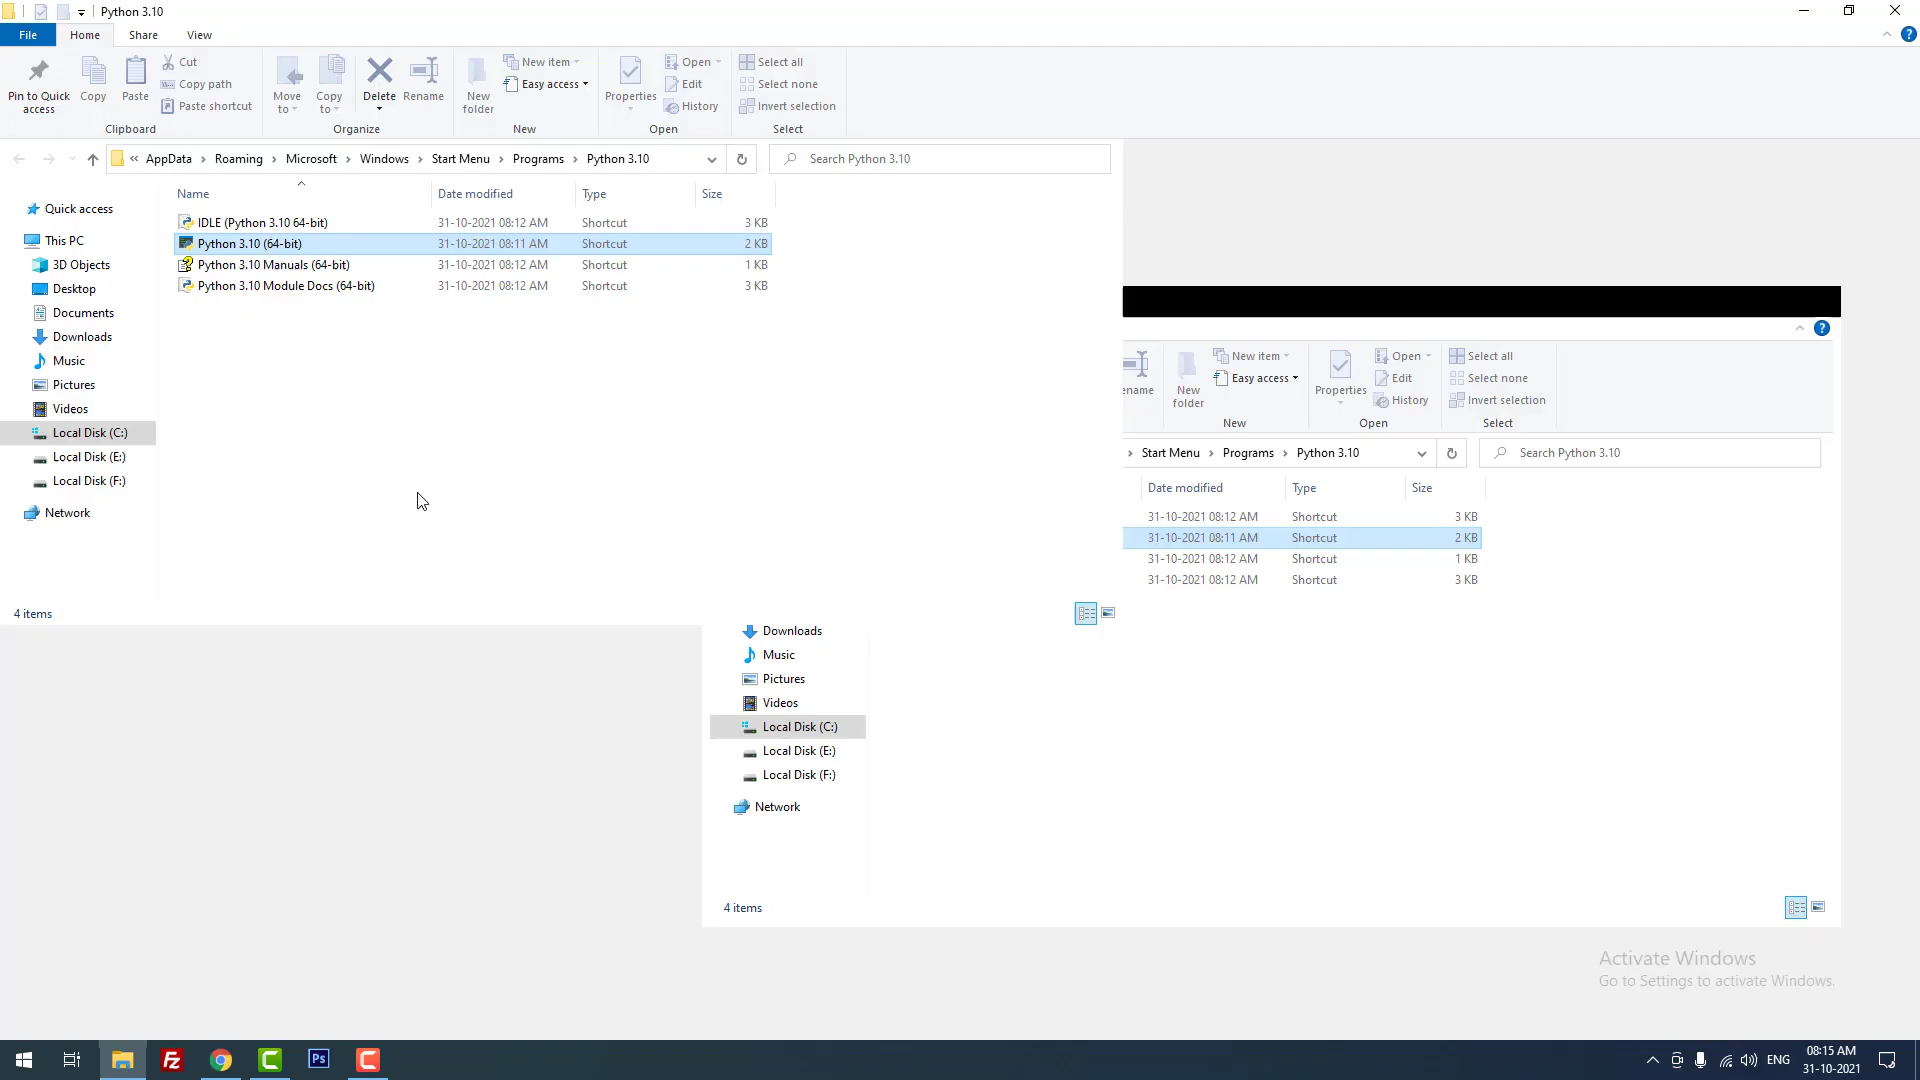 Python 3.10
File Home Share View
Pin to Quick access
Copy
Paste
Cut
Copy path
Paste shortcut
Clipboard
Move to
Copy to
Delete
Rename
Organize
New folder
New item
Easy access
New
Properties
Open
Edit
History
Open
Select all
Select none
Invert selection
Select
« AppData > Roaming > Microsoft > Windows > Start Menu > Programs > Python 3.10
Search Python 3.10
Name Date modified Type Size
IDLE (Python 3.10 64-bit) 31-10-2021 08:12 AM Shortcut 3 KB
Python 3.10 (64-bit) 31-10-2021 08:11 AM Shortcut 2 KB
Python 3.10 Manuals (64-bit) 31-10-2021 08:12 AM Shortcut 1 KB
Python 3.10 Module Docs (64-bit) 31-10-2021 08:12 AM Shortcut 3 KB
Quick access
This PC
3D Objects
Desktop
Documents
Downloads
Music
Pictures
Videos
Local Disk (C:)
Local Disk (E:)
Local Disk (F:)
Network
4 items
ename
New folder
New item
Easy access
New
Properties
Open
Edit
History
Open
Select all
Select none
Invert selection
Select
> Start Menu > Programs > Python 3.10
Search Python 3.10
Date modified Type Size
31-10-2021 08:12 AM Shortcut 3 KB
31-10-2021 08:11 AM Shortcut 2 KB
31-10-2021 08:12 AM Shortcut 1 KB
31-10-2021 08:12 AM Shortcut 3 KB
Downloads
Music
Pictures
Videos
Local Disk (C:)
Local Disk (E:)
Local Disk (F:)
Network
4 items
Activate Windows
Go to Settings to activate Windows.
Fz
Ps
ENG
08:15 AM
31-10-2021